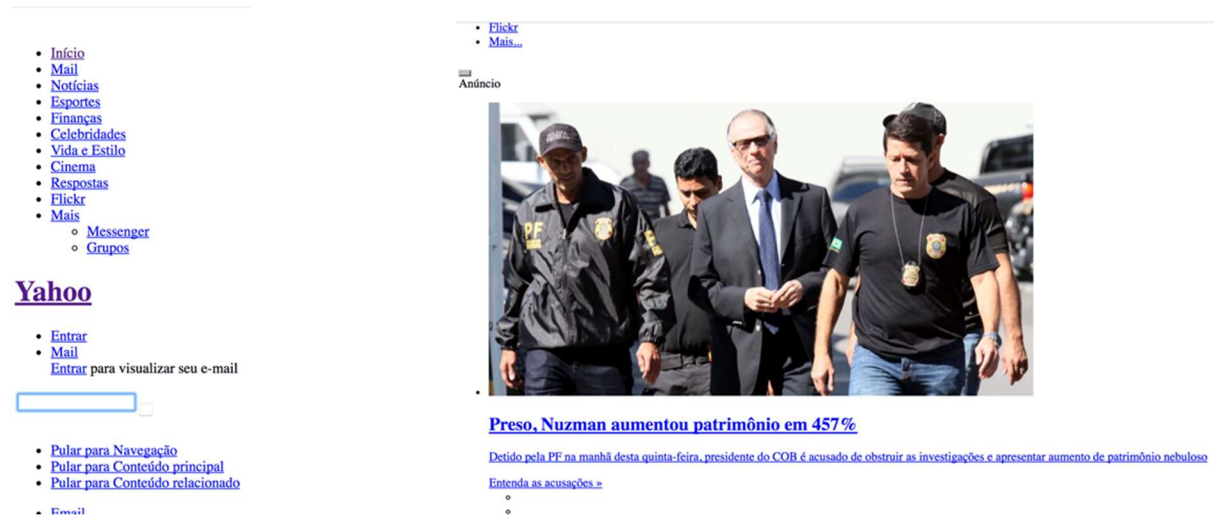 Início
Mail
Notícias
Esportes
Finanças
Celebridades
Vida e Estilo
Cinema
Respostas
Flickr
Mais
Messenger
Grupos
Yahoo
Entrar
Mail
Entrar para visualizar seu e-mail
Pular para Navegação
Pular para Conteúdo principal
Pular para Conteúdo relacionado
Email
Flickr
Mais...
Anúncio
PF
Preso, Nuzman aumentou patrimônio em 457%
Detido pela PF na manhã desta quinta-feira, presidente do COB é acusado de obstruir as investigações e apresentar aumento de patrimônio nebuloso
Entenda as acusações »